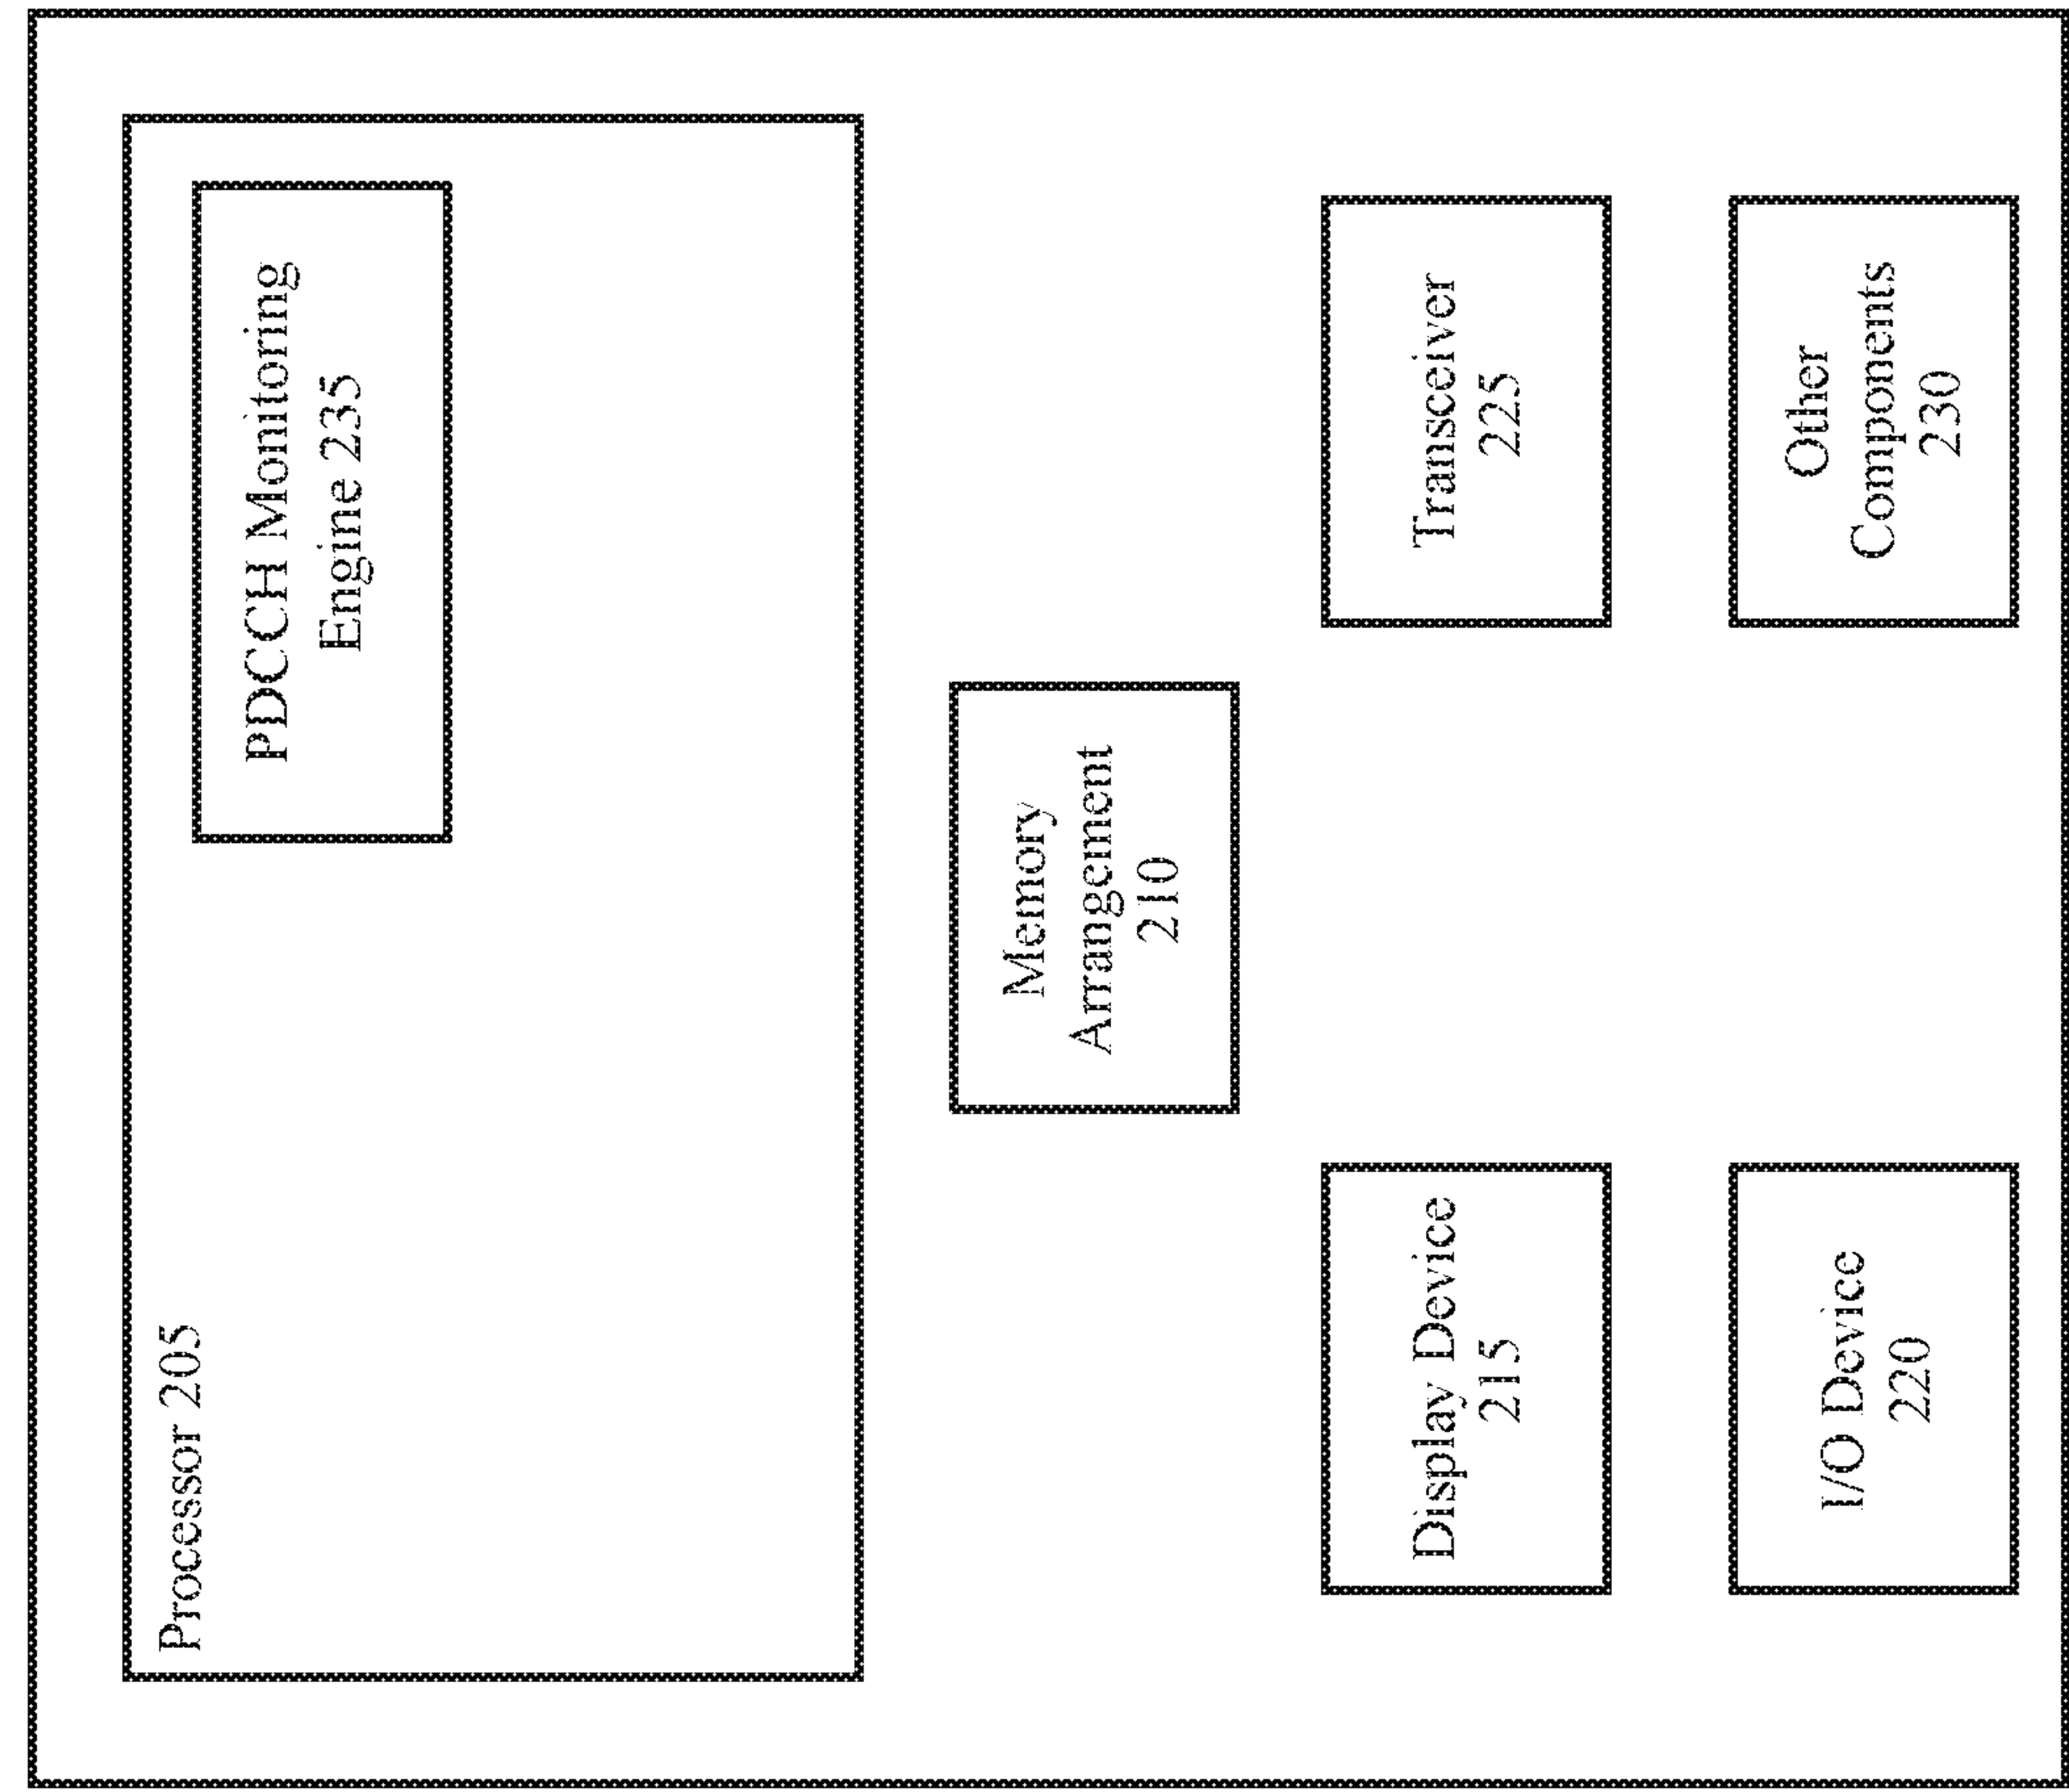 Processor 205
PDCCH Monitoring
Engine 235
Memory
Arrangement
210
Display Device
215
Transceiver
225
I/O Device
220
Other
Components
230